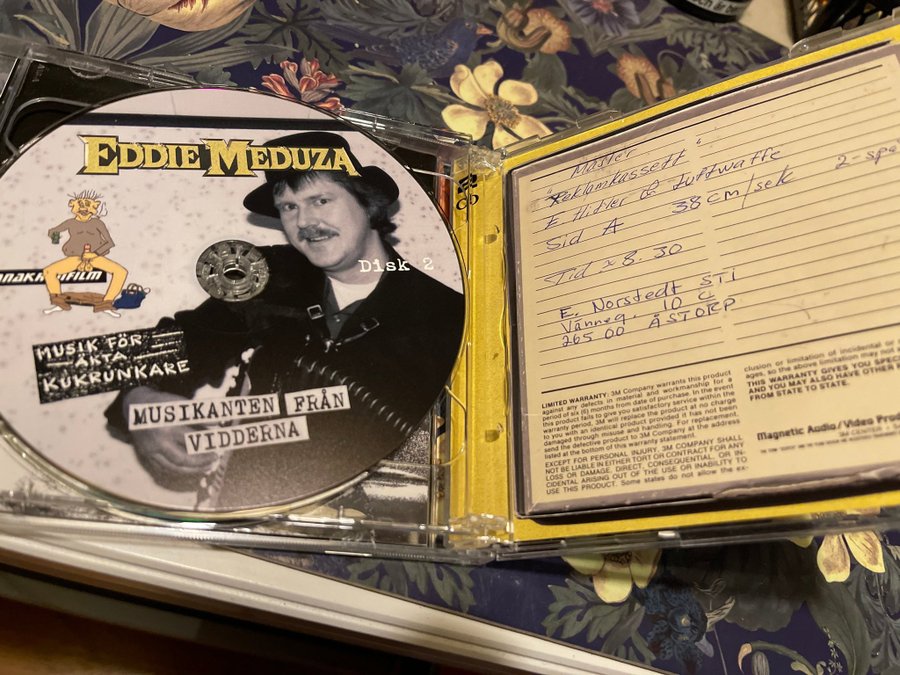 EDDIE MEDUZA
Disk 2
MUSIK FÖR
ÄKTA
KUKRUNKARE
MUSIKANTEN FRÅN
VIDDERNA
"Master
Reklamkassett"
E Hitler & Luftwaffe
Sid A 38 cm/sek 2-spå
Tid 8.30
E. Norstedt STI
Vänneg. 10 C
265 00 ÅSTORP
LIMITED WARRANTY: 3M Company warrants this product
against any defects in material and workmanship for a
period of six (6) months from date of purchase. In the event
this product fails to give you satisfactory service within the
warranty period, 3M will replace the product at no charge
to you with an identical product provided it has not been
damaged through misuse and handling. For replacement,
send the defective product to 3M Company at the address
listed at the bottom of this warranty statement.
EXCEPT FOR PERSONAL INJURY, 3M COMPANY SHALL
NOT BE LIABLE IN EITHER TORT OR CONTRACT FOR ANY
LOSS OR DAMAGE, DIRECT, CONSEQUENTIAL, OR IN-
CIDENTAL ARISING OUT OF THE USE OR INABILITY TO
USE THIS PRODUCT. Some states do not allow the ex-
clusion or limitation of incidental or
ages, so the above limitation may not
THIS WARRANTY GIVES YOU SPECI
AND YOU MAY ALSO HAVE OTHER R
FROM STATE TO STATE.
Magnetic Audio/Video Pro